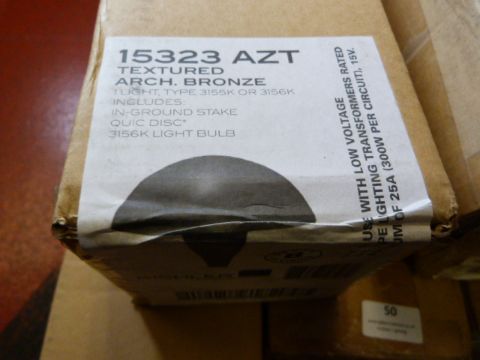 15323 AZT
TEXTURED
ARCH. BRONZE
1 LIGHT, TYPE 3155K OR 3156K
INCLUDES:
IN-GROUND STAKE
QUIC DISC*
3156K LIGHT BULB
USE WITH LOW VOLTAGE
PE LIGHTING TRANSFORMERS RATED
UM OF 25A (300W PER CIRCUIT), 15V.
50